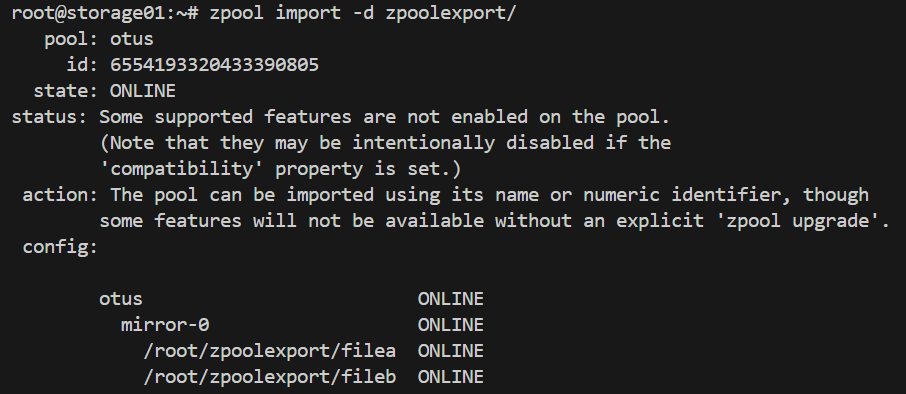 root@storage01:~# zpool import -d zpoolexport/
   pool: otus
     id: 6554193320433390805
  state: ONLINE
status: Some supported features are not enabled on the pool.
        (Note that they may be intentionally disabled if the
        'compatibility' property is set.)
 action: The pool can be imported using its name or numeric identifier, though
        some features will not be available without an explicit 'zpool upgrade'.
 config:

        otus                         ONLINE
          mirror-0                   ONLINE
            /root/zpoolexport/filea  ONLINE
            /root/zpoolexport/fileb  ONLINE